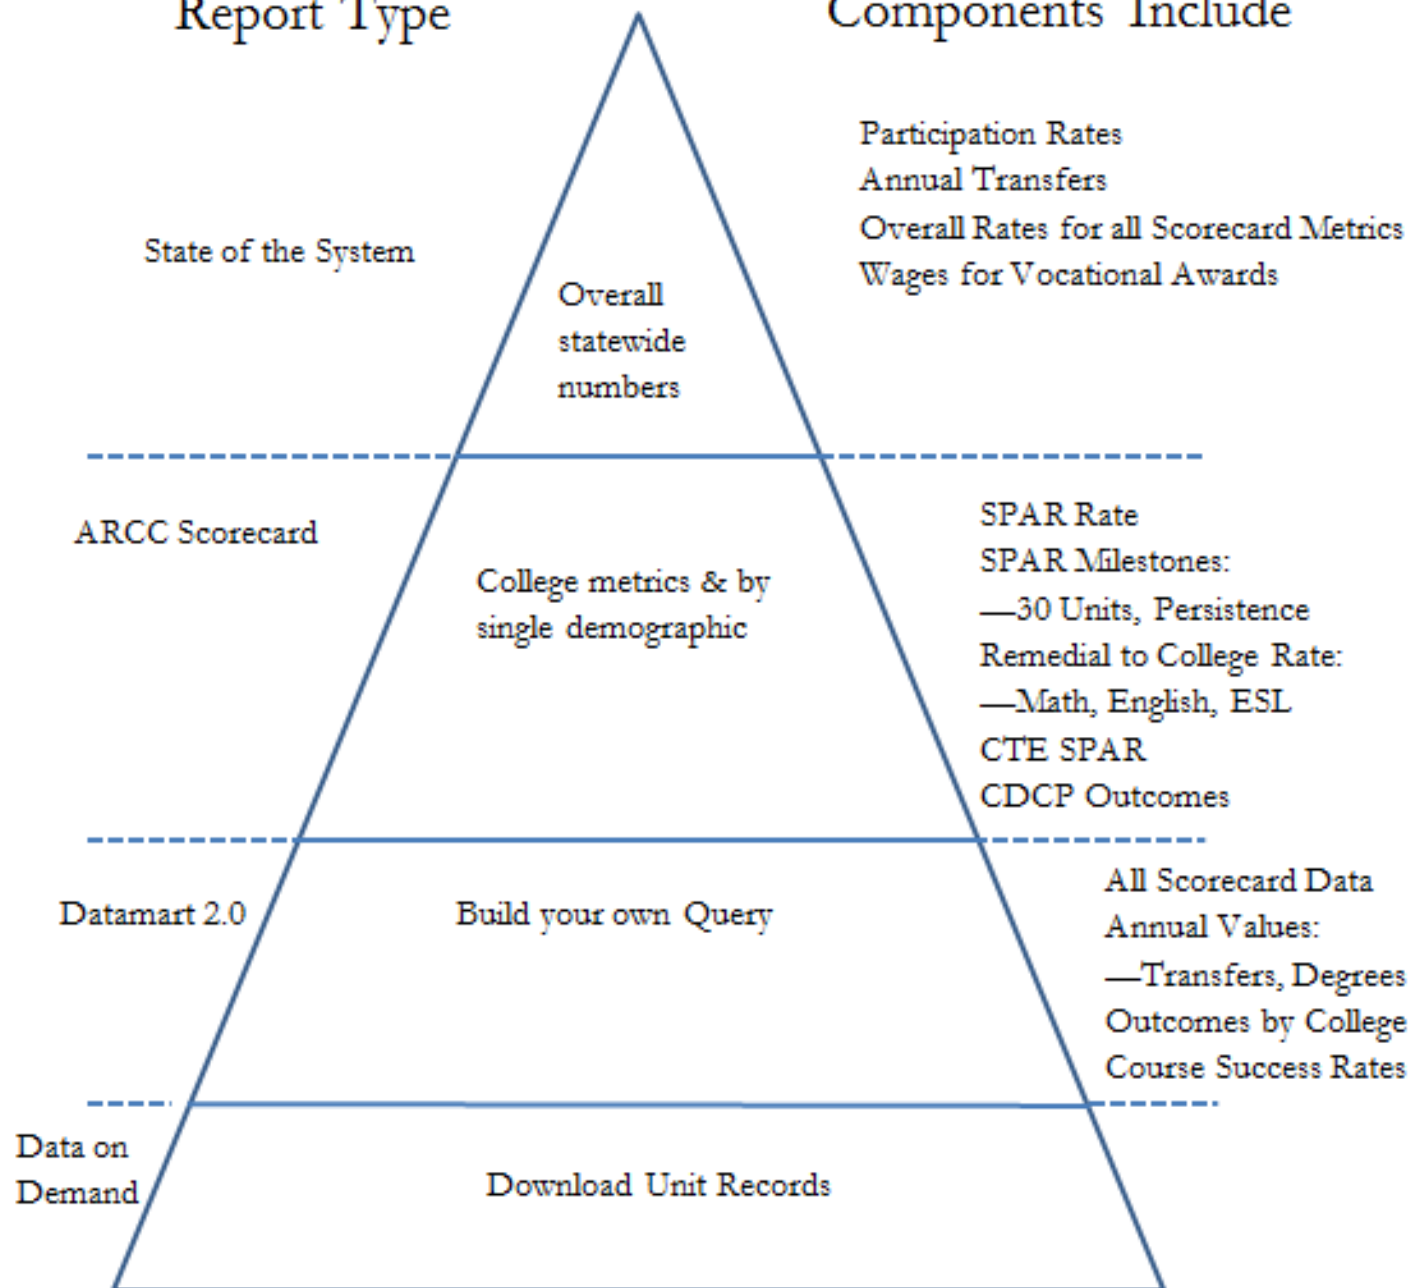 Report Type
Components Include
Participation Rates
Annual Transfers
Overall Rates for all Scorecard Metrics
Wages for Vocational Awards
State of the System
Overall
statewide
numbers
ARCC Scorecard
College metrics & by
single demographic
SPAR Rate
SPAR Milestones:
—30 Units, Persistence
Remedial to College Rate:
—Math, English, ESL
CTE SPAR
CDCP Outcomes
Datamart 2.0
Build your own Query
All Scorecard Data
Annual Values:
—Transfers, Degrees
Outcomes by College
Course Success Rates
Data on
Demand
Download Unit Records